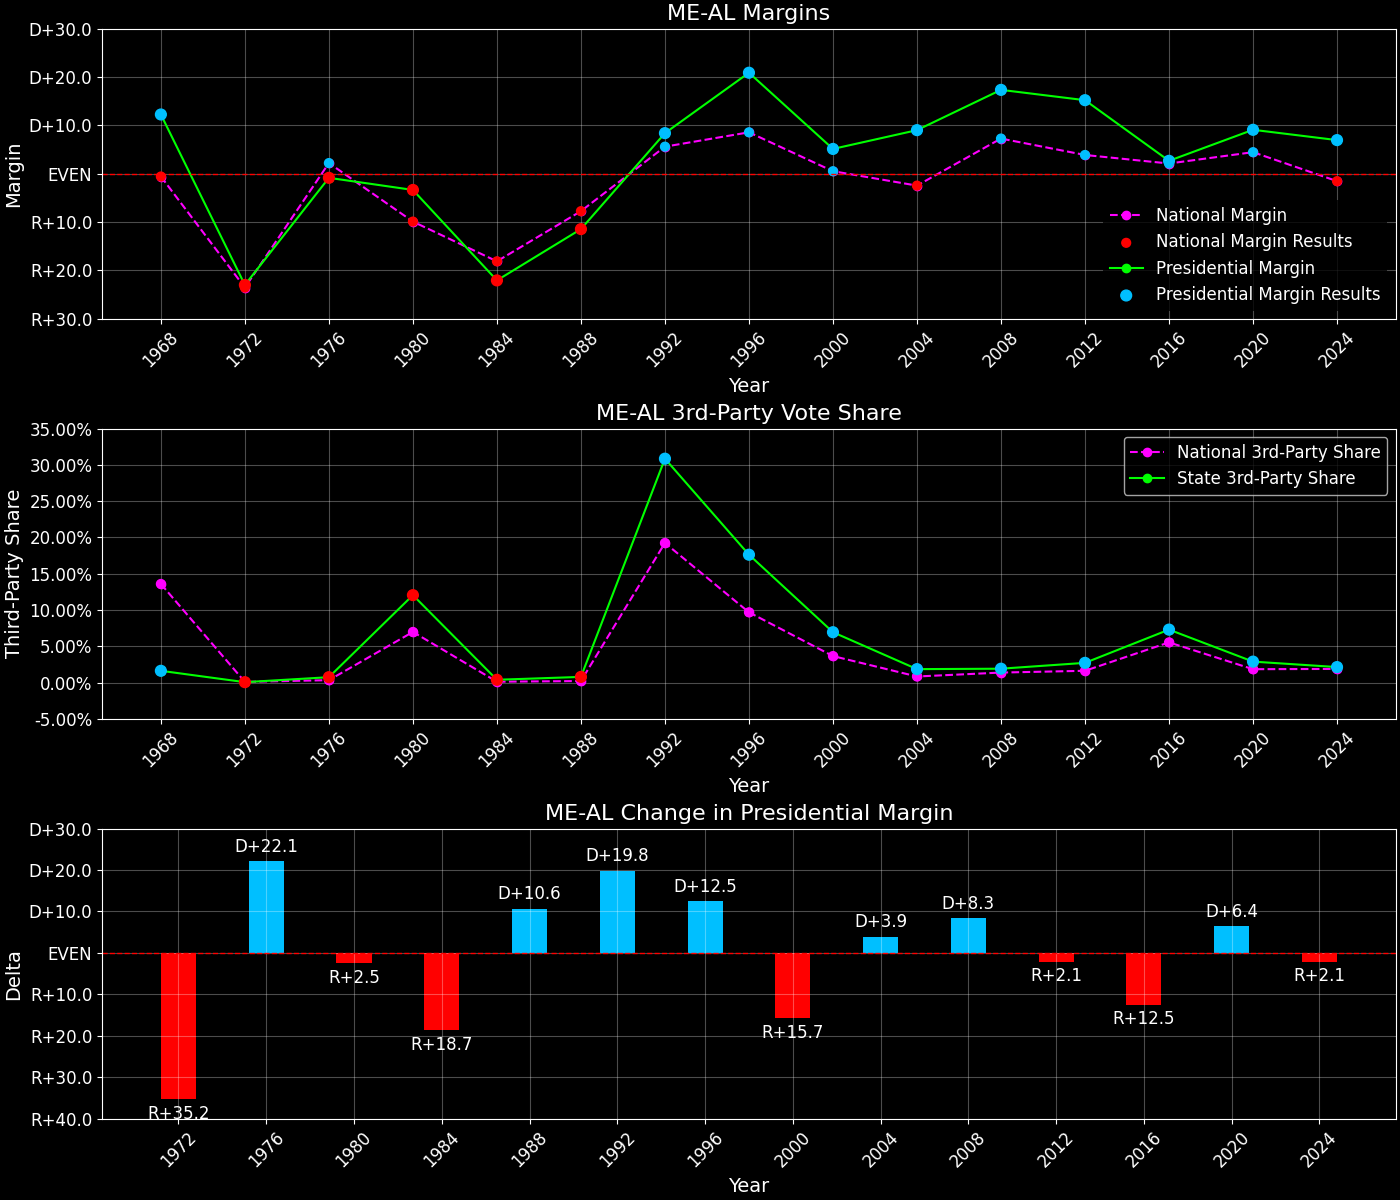 ME-AL Margins
D+30.0
D+20.0
D+10.0
EVEN
R+10.0
R+20.0
R+30.0
Margin
National Margin
National Margin Results
Presidential Margin
Presidential Margin Results
1968 1972 1976 1980 1984 1988 1992 1996 2000 2004 2008 2012 2016 2020 2024
Year
ME-AL 3rd-Party Vote Share
35.00%
30.00%
25.00%
20.00%
15.00%
10.00%
5.00%
0.00%
-5.00%
Third-Party Share
National 3rd-Party Share
State 3rd-Party Share
1968 1972 1976 1980 1984 1988 1992 1996 2000 2004 2008 2012 2016 2020 2024
Year
ME-AL Change in Presidential Margin
D+30.0
D+20.0
D+10.0
EVEN
R+10.0
R+20.0
R+30.0
R+40.0
Delta
R+35.2
D+22.1
R+2.5
R+18.7
D+10.6
D+19.8
D+12.5
R+15.7
D+3.9
D+8.3
R+2.1
R+12.5
D+6.4
R+2.1
1972 1976 1980 1984 1988 1992 1996 2000 2004 2008 2012 2016 2020 2024
Year